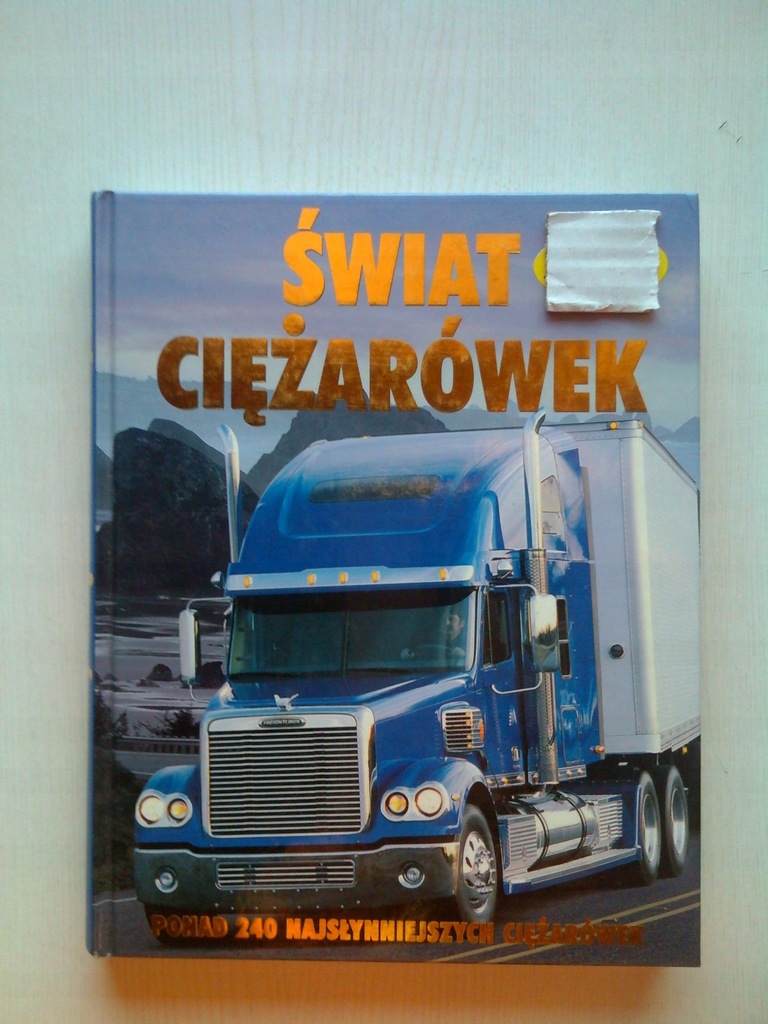 ŚWIAT
CIĘŻARÓWEK
FREIGHTLINER
PONAD 240 NAJSŁYNNIEJSZYCH CIĘŻARÓWEK